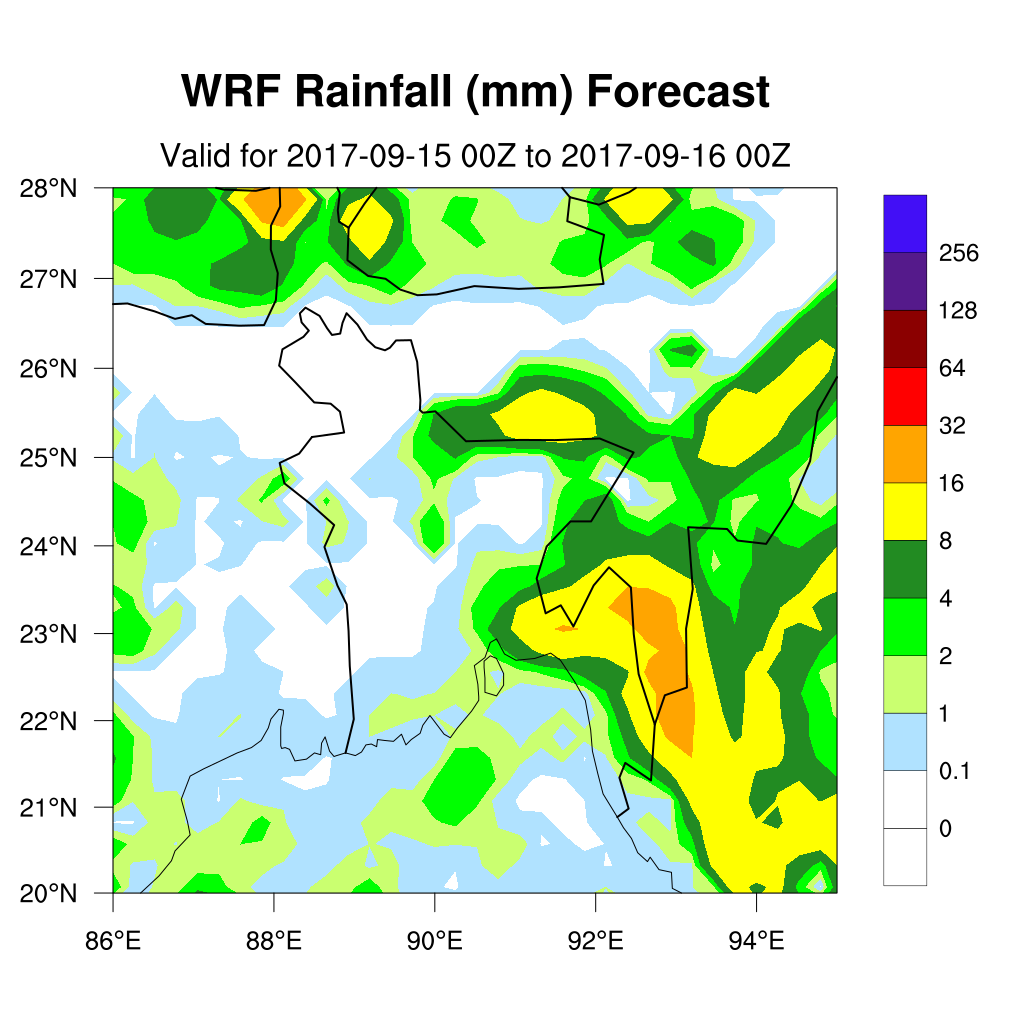 WRF Rainfall (mm) Forecast
Valid for 2017-09-15 00Z to 2017-09-16 00Z
28°N
27°N
26°N
25°N
24°N
23°N
22°N
21°N
20°N
86°E
88°E
90°E
92°E
94°E
256
128
64
32
16
8
4
2
1
0.1
0